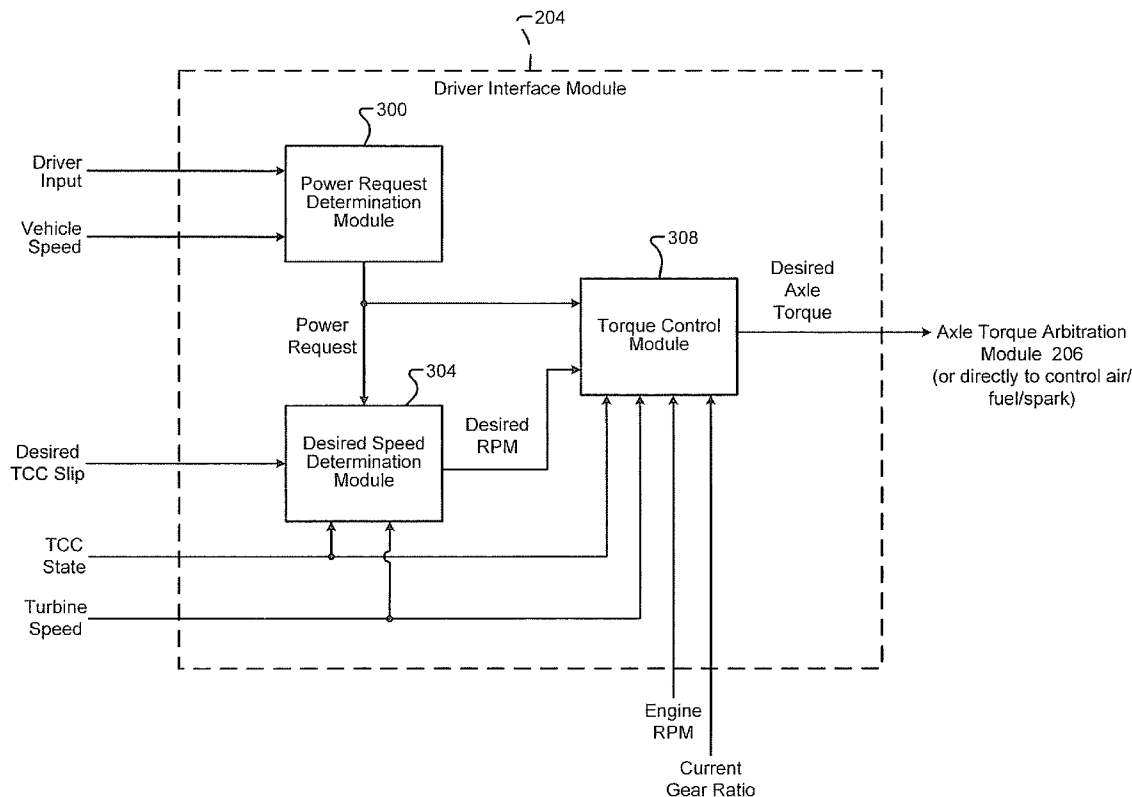 204
Driver Interface Module
300
Driver
Input
Power Request
Determination
Module
Vehicle
Speed
308
Desired
Axle
Torque
Torque Control
Module
Power
Request
Axle Torque Arbitration
Module 206
(or directly to control air/
fuel/spark)
304
Desired
RPM
Desired
TCC Slip
Desired Speed
Determination
Module
TCC
State
Turbine
Speed
Engine
RPM
Current
Gear Ratio